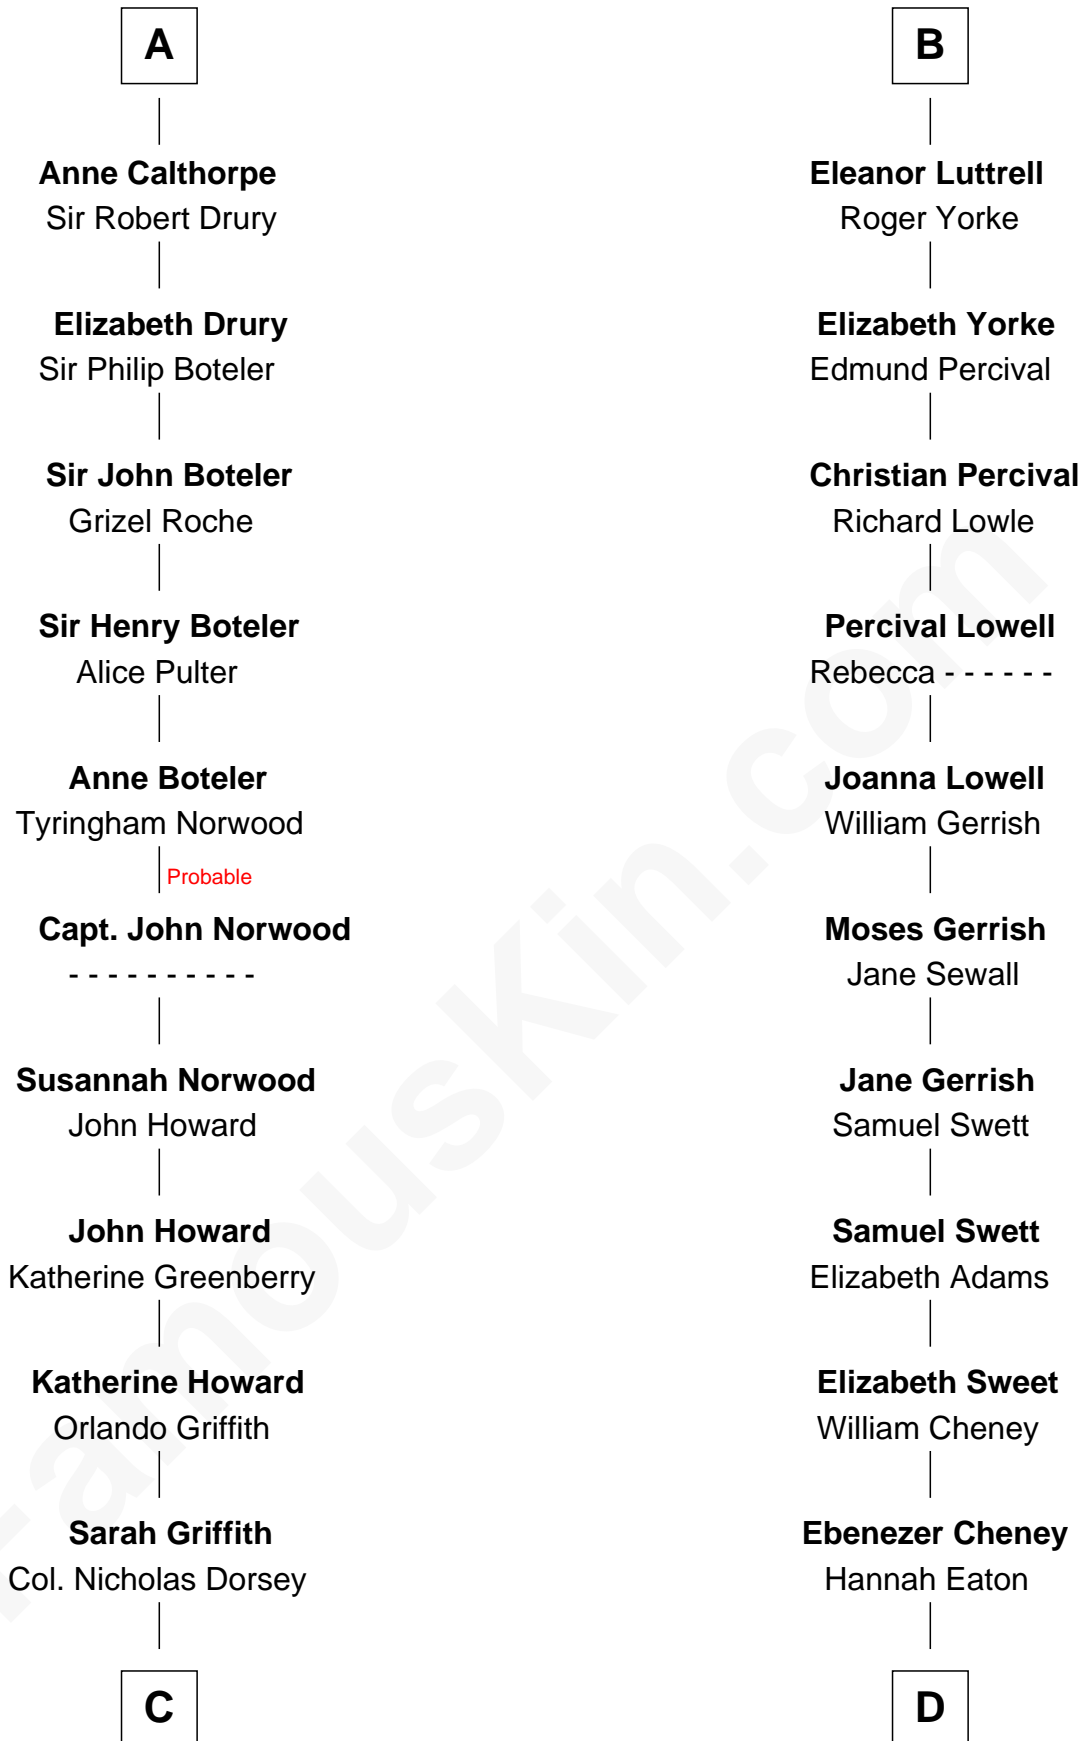 A
Anne Calthorpe
Sir Robert Drury
Elizabeth Drury
Sir Philip Boteler
Sir John Boteler
Grizel Roche
Sir Henry Boteler
Alice Pulter
Anne Boteler
Tyringham Norwood
Probable
Capt. John Norwood
- - - - - - - - - -
Susannah Norwood
John Howard
John Howard
Katherine Greenberry
Katherine Howard
Orlando Griffith
Sarah Griffith
Col. Nicholas Dorsey
C
B
Eleanor Luttrell
Roger Yorke
Elizabeth Yorke
Edmund Percival
Christian Percival
Richard Lowle
Percival Lowell
Rebecca - - - - - -
Joanna Lowell
William Gerrish
Moses Gerrish
Jane Sewall
Jane Gerrish
Samuel Swett
Samuel Swett
Elizabeth Adams
Elizabeth Sweet
William Cheney
Ebenezer Cheney
Hannah Eaton
D
FamousKin.com